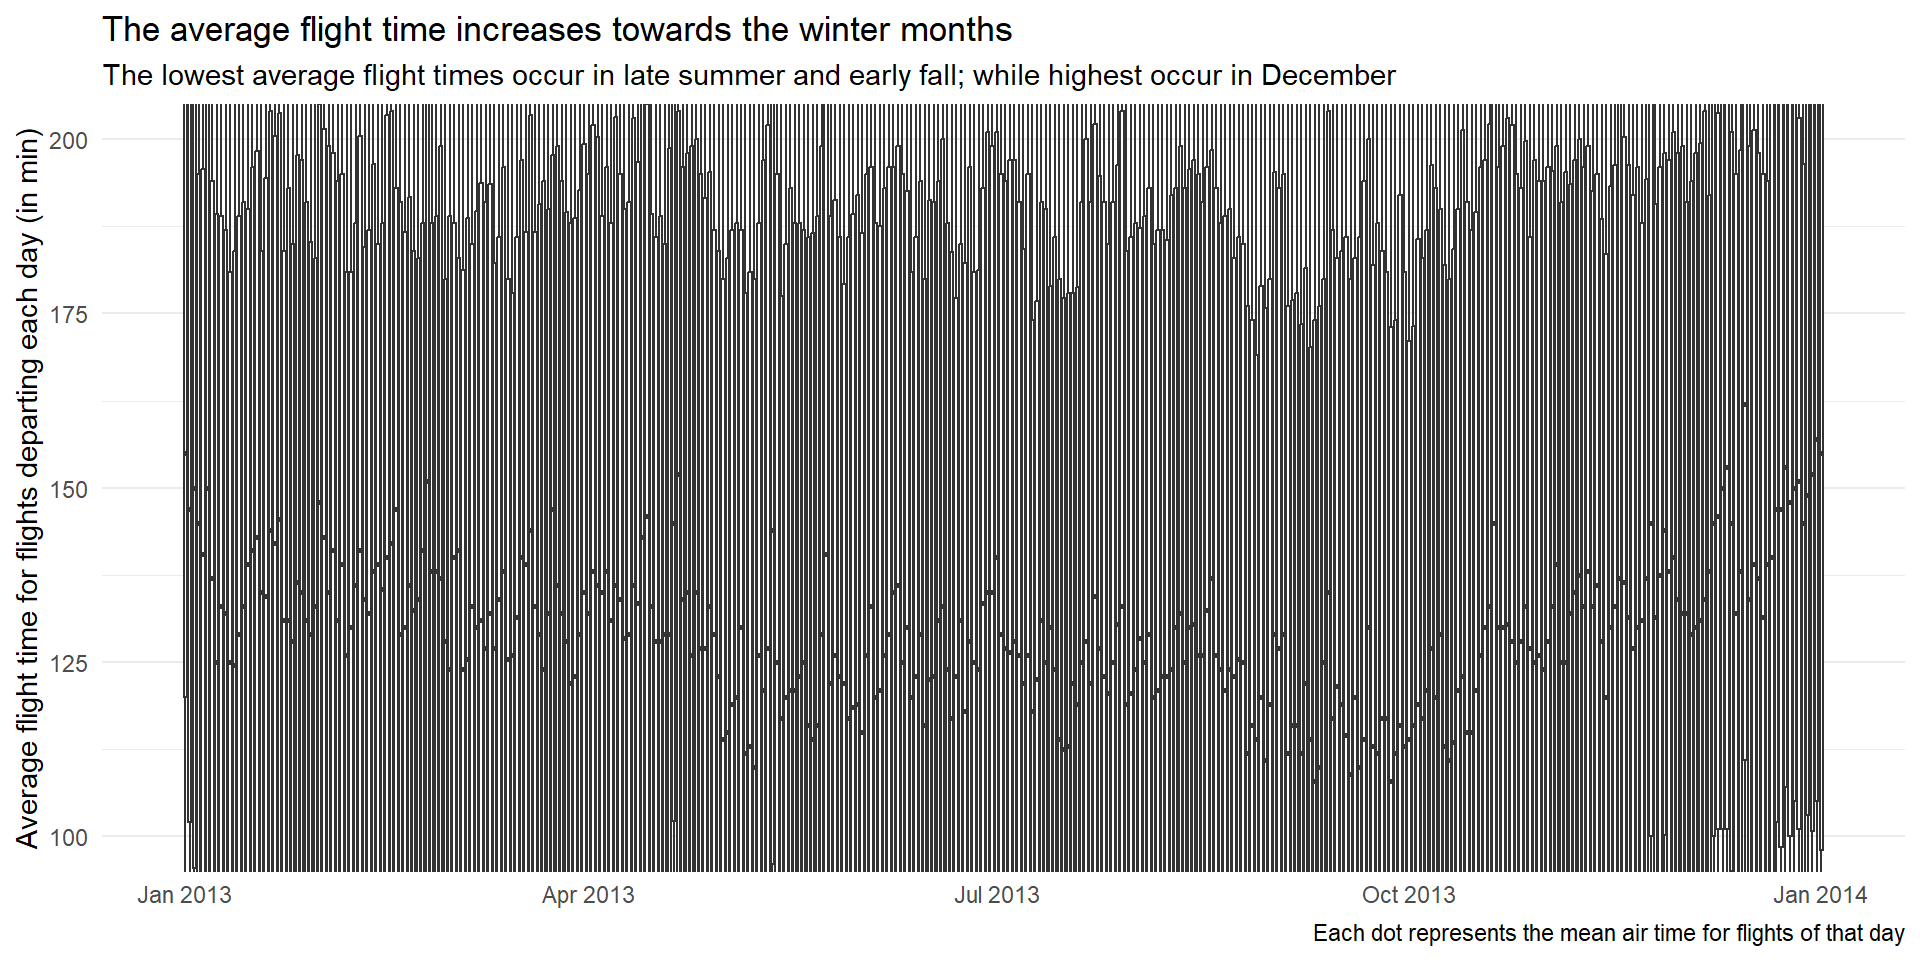 The average flight time increases towards the winter months
The lowest average flight times occur in late summer and early fall; while highest occur in December
Average flight time for flights departing each day (in min)
200
175
150
125
100
Jan 2013 Apr 2013 Jul 2013 Oct 2013 Jan 2014
Each dot represents the mean air time for flights of that day